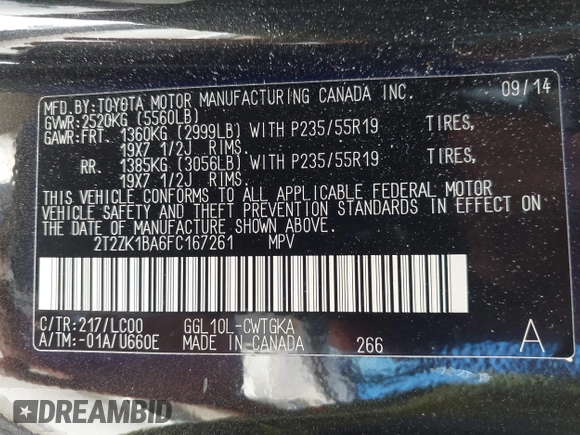 09/14
MFD.BY:TOYOTA MOTOR MANUFACTURING CANADA INC.
GVWR:2520KG (5560LB)
GAWR:FRT. 1360KG (2999LB) WITH P235/55R19 TIRES,
19X7 1/2J RIMS.
RR. 1385KG (3056LB) WITH P235/55R19 TIRES,
19X7 1/2J RIMS.
THIS VEHICLE CONFORMS TO ALL APPLICABLE FEDERAL MOTOR
VEHICLE SAFETY AND THEFT PREVENTION STANDARDS IN EFFECT ON
THE DATE OF MANUFACTURE SHOWN ABOVE.
2T2ZK1BA6FC167261 MPV
C/TR:217/LC00 GGL10L-CWTGKA
A/TM:-01A/U660E MADE IN CANADA 266 A
DREAMBID